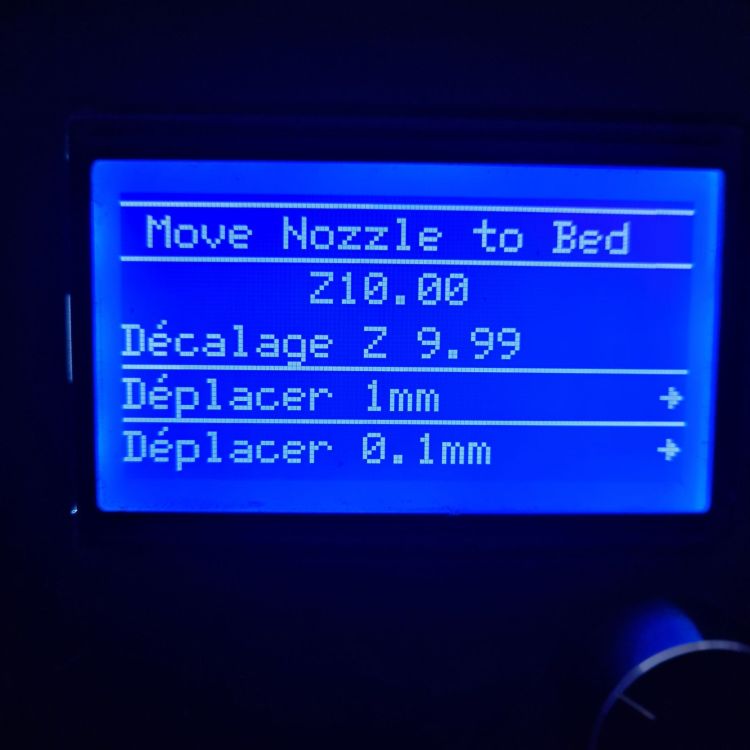 Move Nozzle to Bed
Z10.00
Décalage Z 9.99
Déplacer 1mm
Déplacer 0.1mm